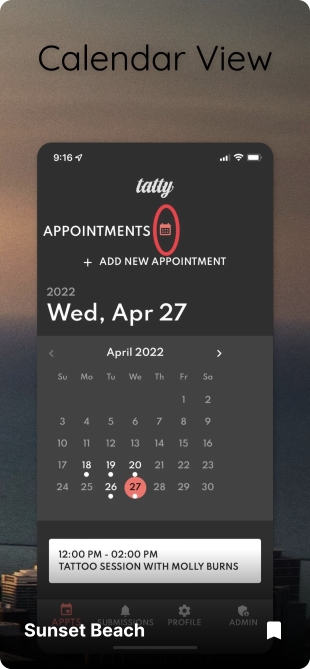 Calendar View
9:16
tatty
APPOINTMENTS
+ ADD NEW APPOINTMENT
2022
Wed, Apr 27
< April 2022 >
Su Mo Tu We Th Fr Sa
1 2
3 4 5 6 7 8 9
10 11 12 13 14 15 16
17 18 19 20 21 22 23
24 25 26 27 28 29 30
12:00 PM - 02:00 PM
TATTOO SESSION WITH MOLLY BURNS
APPTS SUBMISSIONS PROFILE ADMIN
Sunset Beach